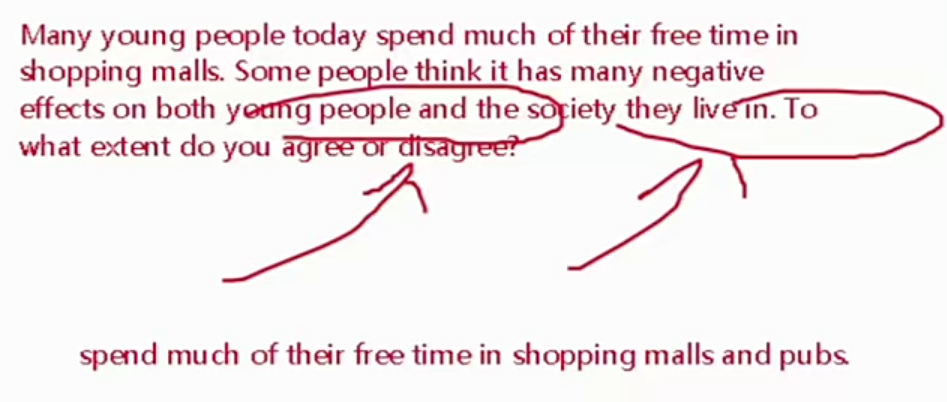 Many young people today spend much of their free time in
shopping malls. Some people think it has many negative
effects on both young people and the society they live in. To
what extent do you agree or disagree?
spend much of their free time in shopping malls and pubs.